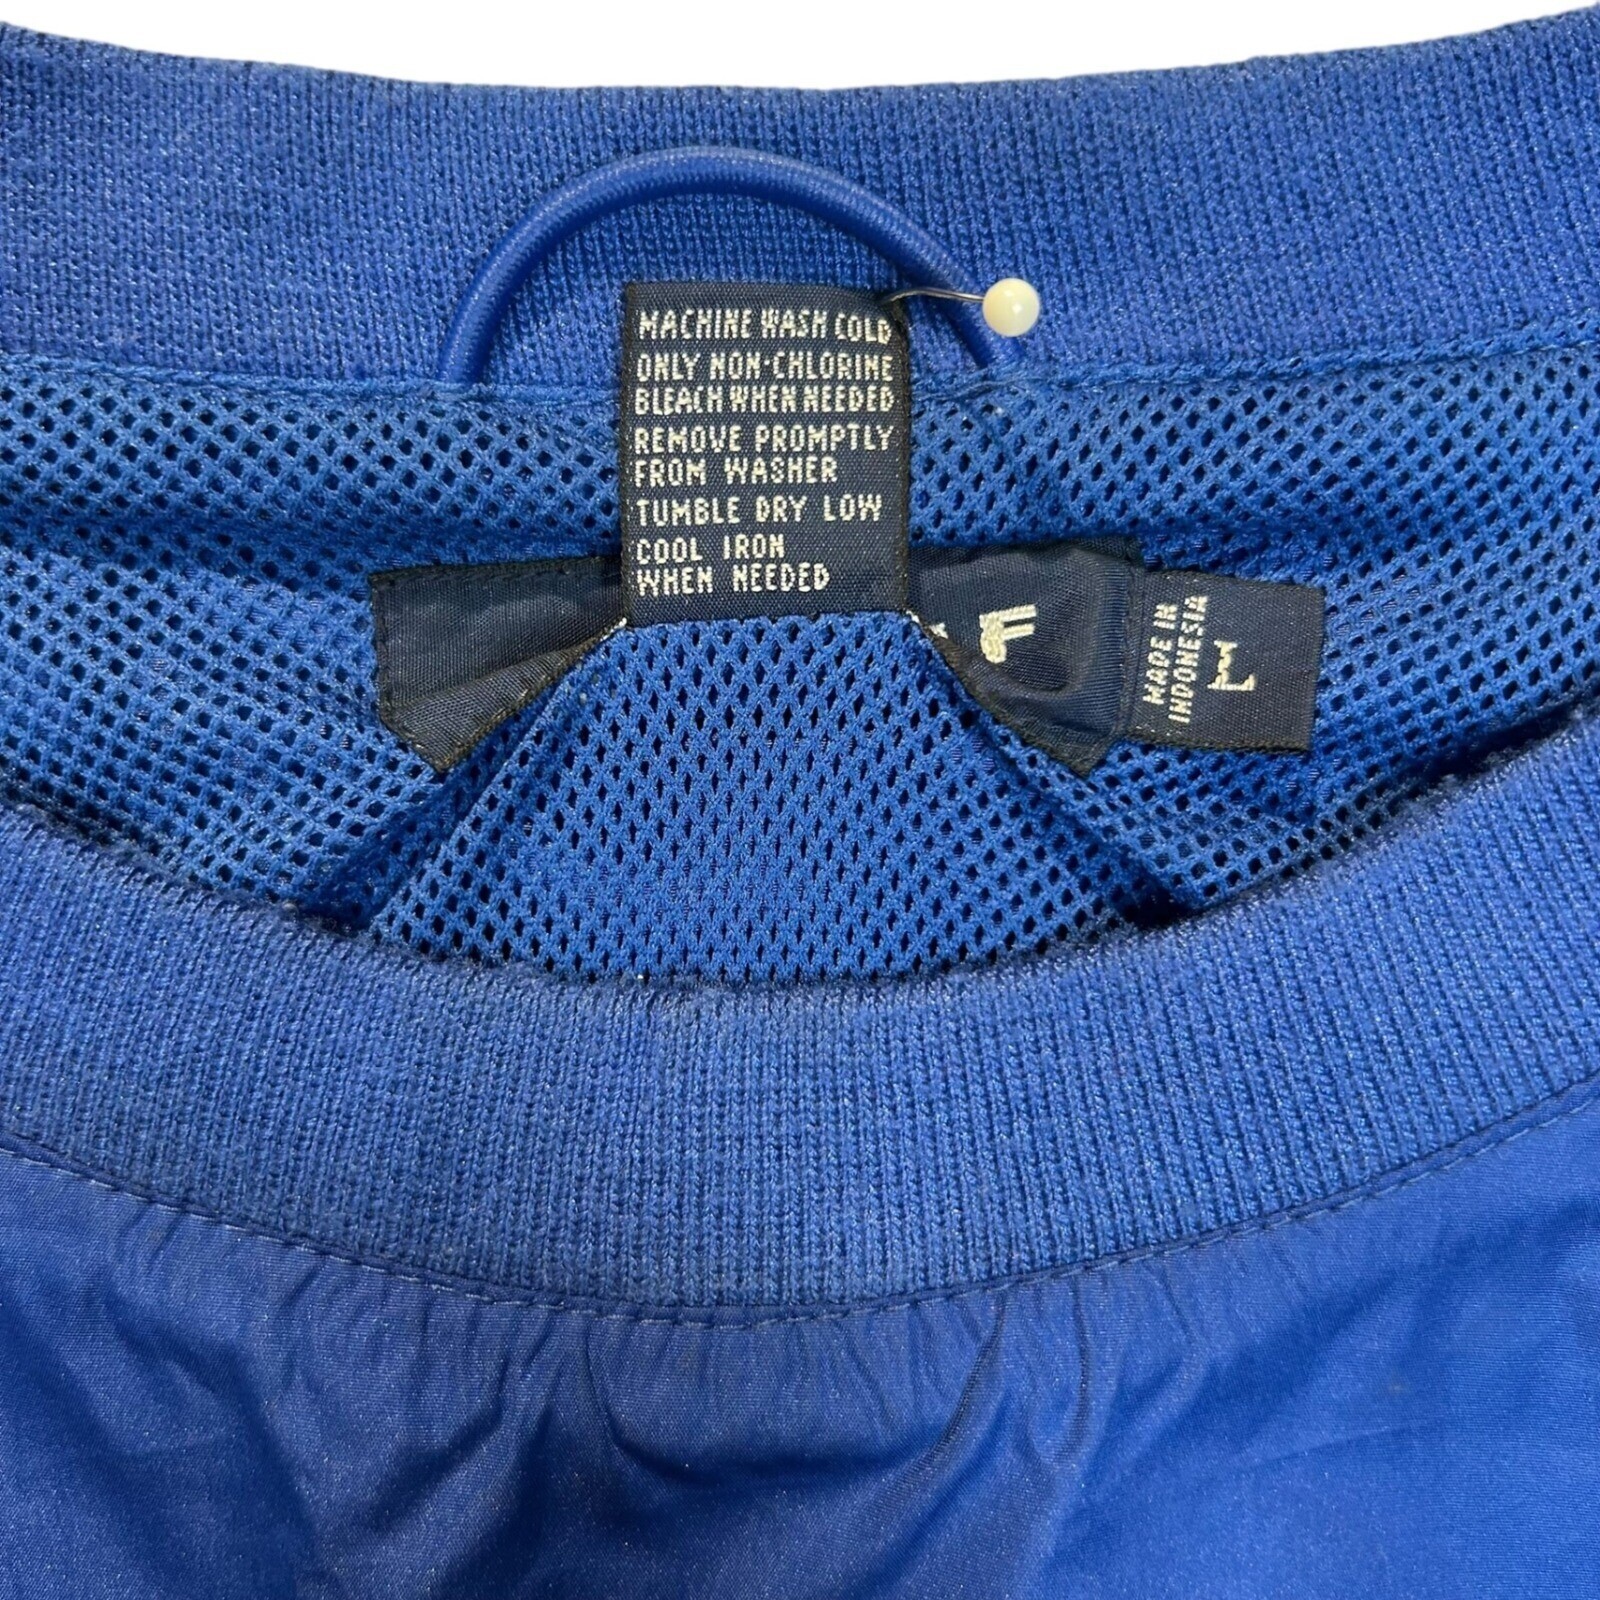 MACHINE WASH COLD
ONLY NON-CHLORINE
BLEACH WHEN NEEDED
REMOVE PROMPTLY
FROM WASHER
TUMBLE DRY LOW
COOL IRON
WHEN NEEDED
MADE IN
INDONESIA
L